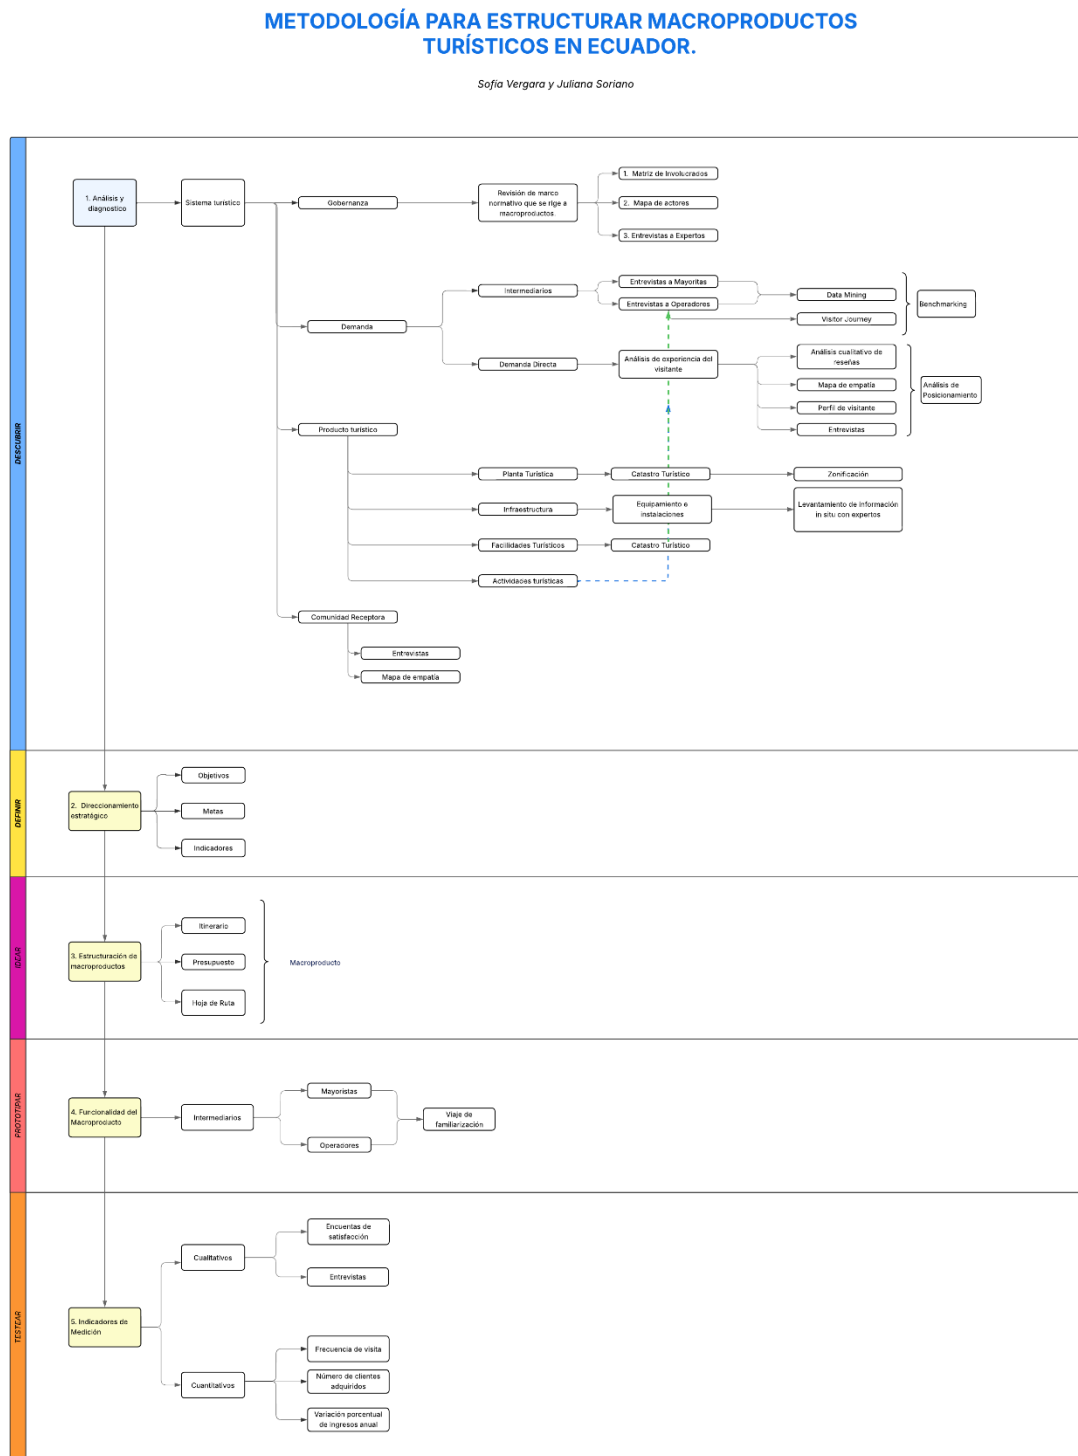 METODOLOGÍA PARA ESTRUCTURAR MACROPRODUCTOS
TURÍSTICOS EN ECUADOR.
Sofía Vergara y Juliana Soriano
DESCUBRIR
1. Análisis y
diagnostico
Sistema turístico
Gobernanza
Revisión de marco
normativo que se rige a
macroproductos.
1. Matriz de Involucrados
2. Mapa de actores
3. Entrevistas a Expertos
Demanda
Intermediarios
Entrevistas a Mayoritas
Entrevistas a Operadores
Data Mining
Visitor Journey
Benchmarking
Demanda Directa
Análisis de experiencia del
visitante
Análisis cualitativo de
reseñas
Mapa de empatía
Perfil de visitante
Entrevistas
Análisis de
Posicionamiento
Producto turístico
Planta Turística
Catastro Turístico
Zonificación
Infraestructura
Equipamiento e
instalaciones
Levantamiento de información
in situ con expertos
Facilidades Turísticos
Catastro Turístico
Actividades turísticas
Comunidad Receptora
Entrevistas
Mapa de empatía
DEFINIR
2. Direccionamiento
estratégico
Objetivos
Metas
Indicadores
IDEAR
3. Estructuración de
macroproductos
Itinerario
Presupuesto
Hoja de Ruta
Macroproducto
PROTOTIPAR
4. Funcionalidad del
Macroproducto
Intermediarios
Mayoristas
Operadores
Viaje de
familiarización
TESTEAR
5. Indicadores de
Medición
Cualitativos
Encuentas de
satisfacción
Entrevistas
Cuantitativos
Frecuencia de visita
Número de clientes
adquiridos
Variación porcentual
de ingresos anual